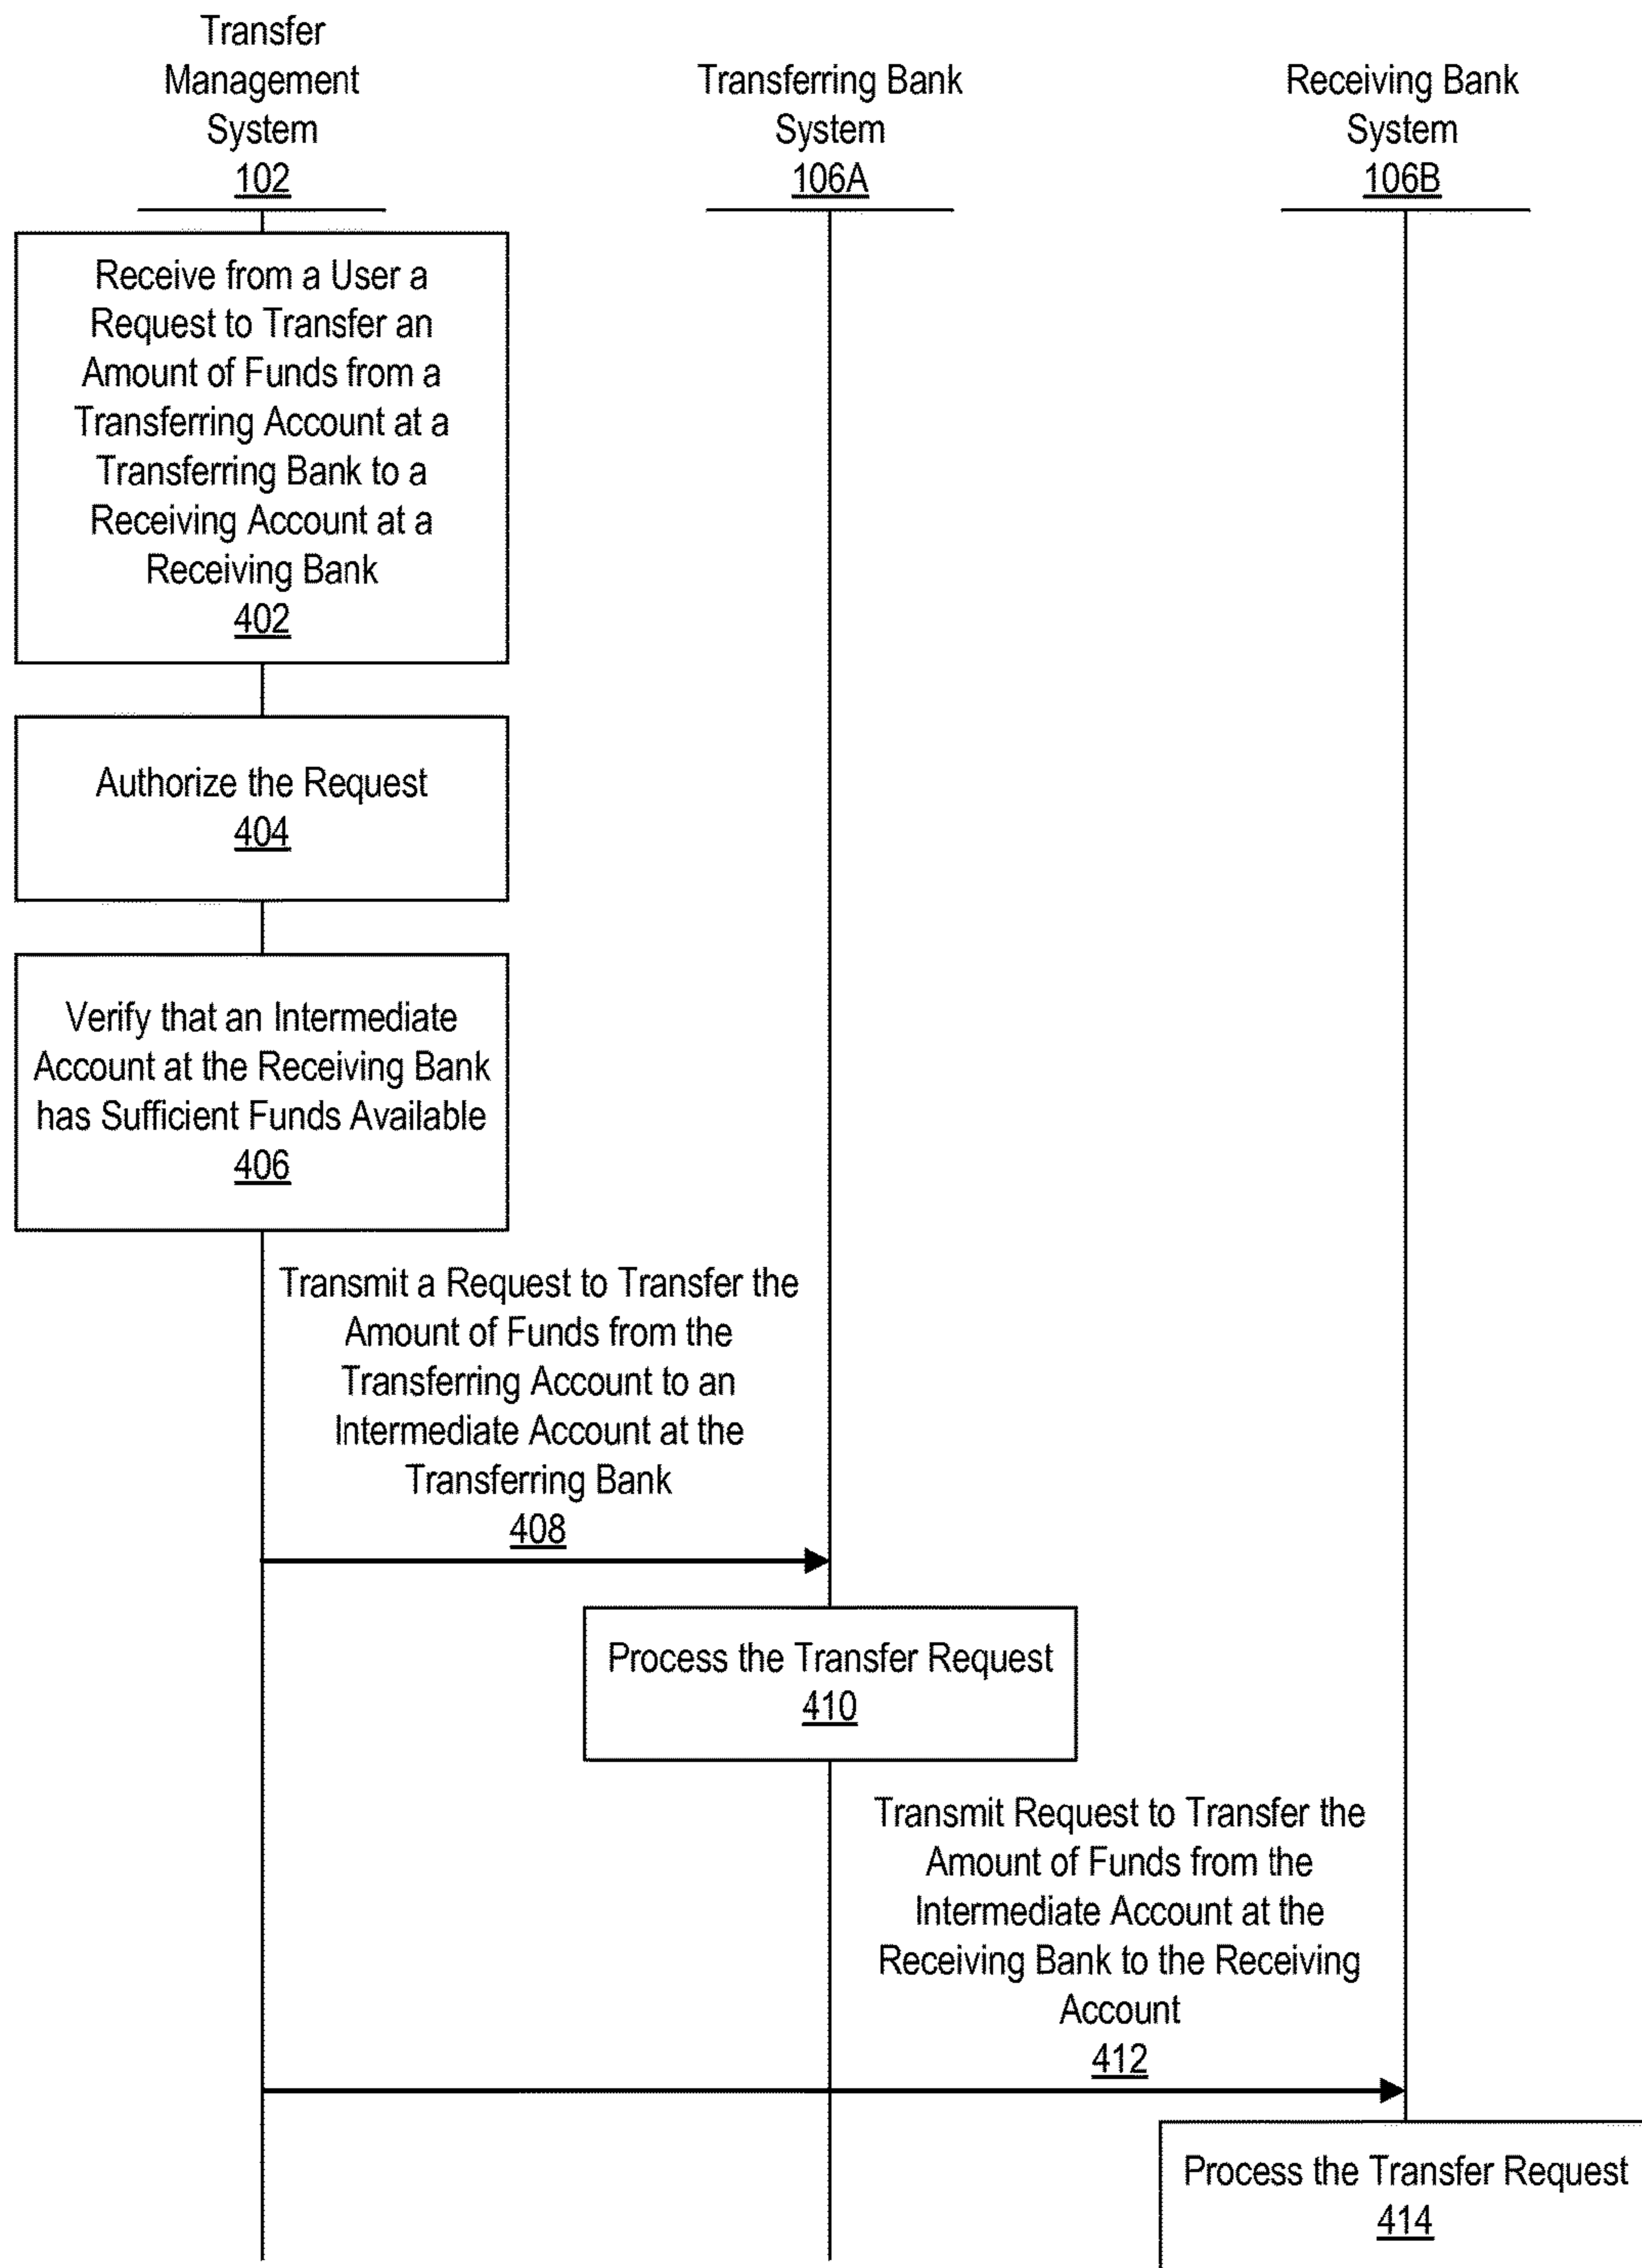 Transfer
Management
System
102
Transferring Bank
System
106A
Receiving Bank
System
106B
Receive from a User a
Request to Transfer an
Amount of Funds from a
Transferring Account at a
Transferring Bank to a
Receiving Account at a
Receiving Bank
402
Authorize the Request
404
Verify that an Intermediate
Account at the Receiving Bank
has Sufficient Funds Available
406
Transmit a Request to Transfer the
Amount of Funds from the
Transferring Account to an
Intermediate Account at the
Transferring Bank
408
Process the Transfer Request
410
Transmit Request to Transfer the
Amount of Funds from the
Intermediate Account at the
Receiving Bank to the Receiving
Account
412
Process the Transfer Request
414